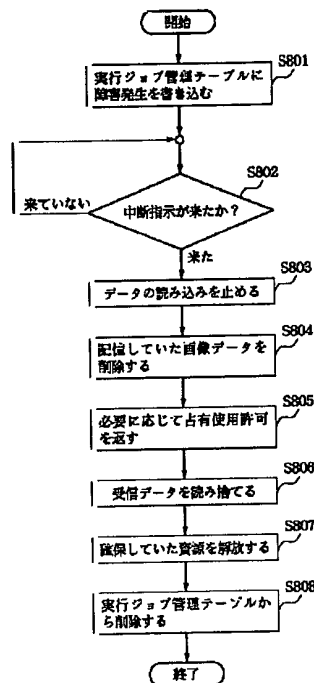 開始
S801
実行ジョブ管理テーブルに
障害発生を書き込む
S802
中断指示が来たか？
来ていない
来た
S803
データの読み込みを止める
S804
配信していた画像データを
削除する
S805
必要に応じて占有使用許可
を返す
S806
受信データを読み捨てる
S807
確保していた資源を解放する
S808
実行ジョブ管理テーブルか
ら削除する
終了